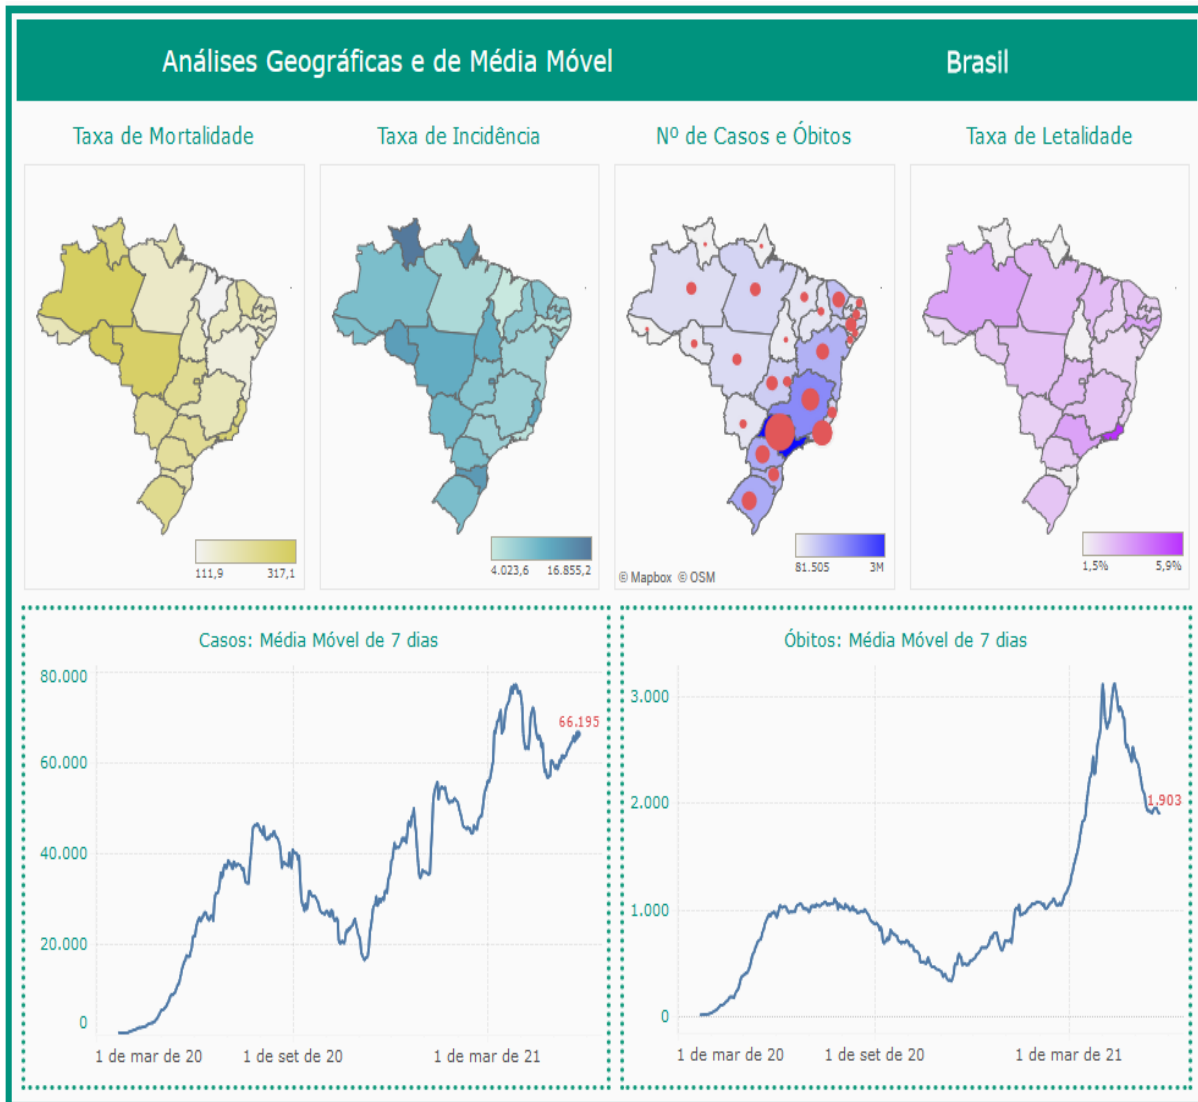 Análises Geográficas e de Média Móvel
Brasil
Taxa de Mortalidade
Taxa de Incidência
Nº de Casos e Óbitos
Taxa de Letalidade
111,9 317,1
4.023,6 16.855,2
81.505 3M
1,5% 5,9%
© Mapbox © OSM
Casos: Média Móvel de 7 dias
80.000
66.195
60.000
40.000
20.000
0
1 de mar de 20 1 de set de 20 1 de mar de 21
Óbitos: Média Móvel de 7 dias
3.000
2.000
1.903
1.000
0
1 de mar de 20 1 de set de 20 1 de mar de 21